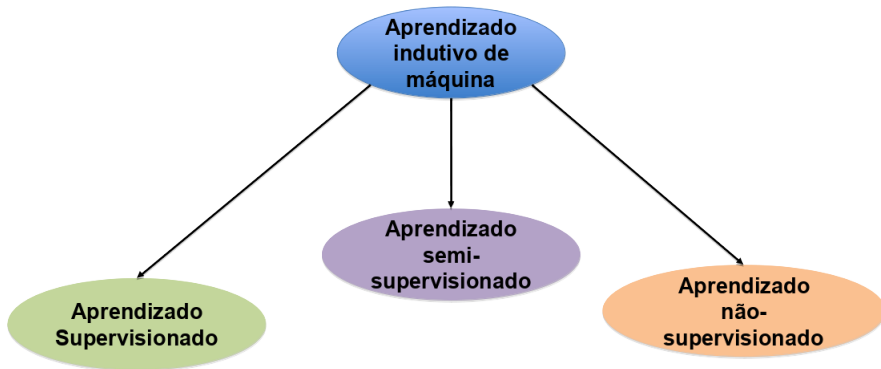 Aprendizado
indutivo de
máquina
Aprendizado
semi-
supervisionado
Aprendizado
Supervisionado
Aprendizado
não-
supervisionado